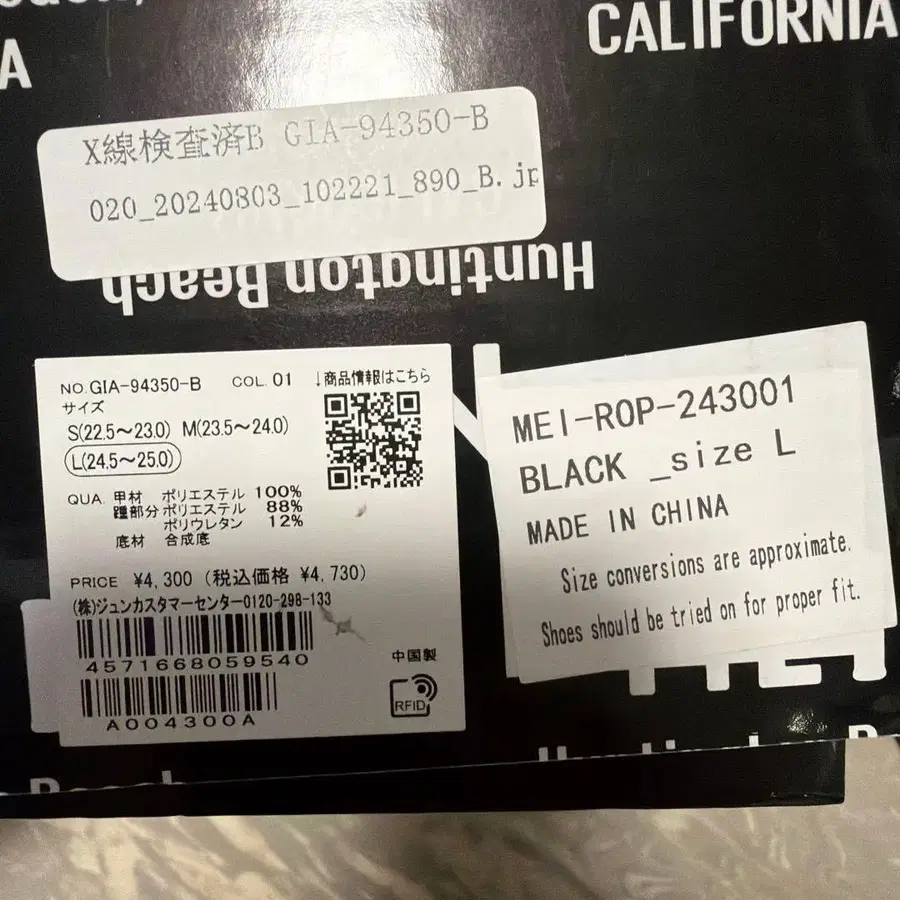 CALIFORNIA
A
X線検査済B GIA-94350-B
020_20240803_102221_890_B.jp
Huntington Beach
NO.GIA-94350-B COL.01 ↓商品情報はこちら
サイズ
S(22.5〜23.0) M(23.5〜24.0)
L(24.5〜25.0)
QUA. 甲材 ポリエステル 100%
踵部分 ポリエステル 88%
ポリウレタン 12%
底材 合成底
PRICE ¥4,300 (税込価格 ¥4,730)
(株)ジュンカスタマーセンター0120-298-133
4571668059540
中国製
A004300A
RFID
MEI-ROP-243001
BLACK _size L
MADE IN CHINA
Size conversions are approximate.
Shoes should be tried on for proper fit.